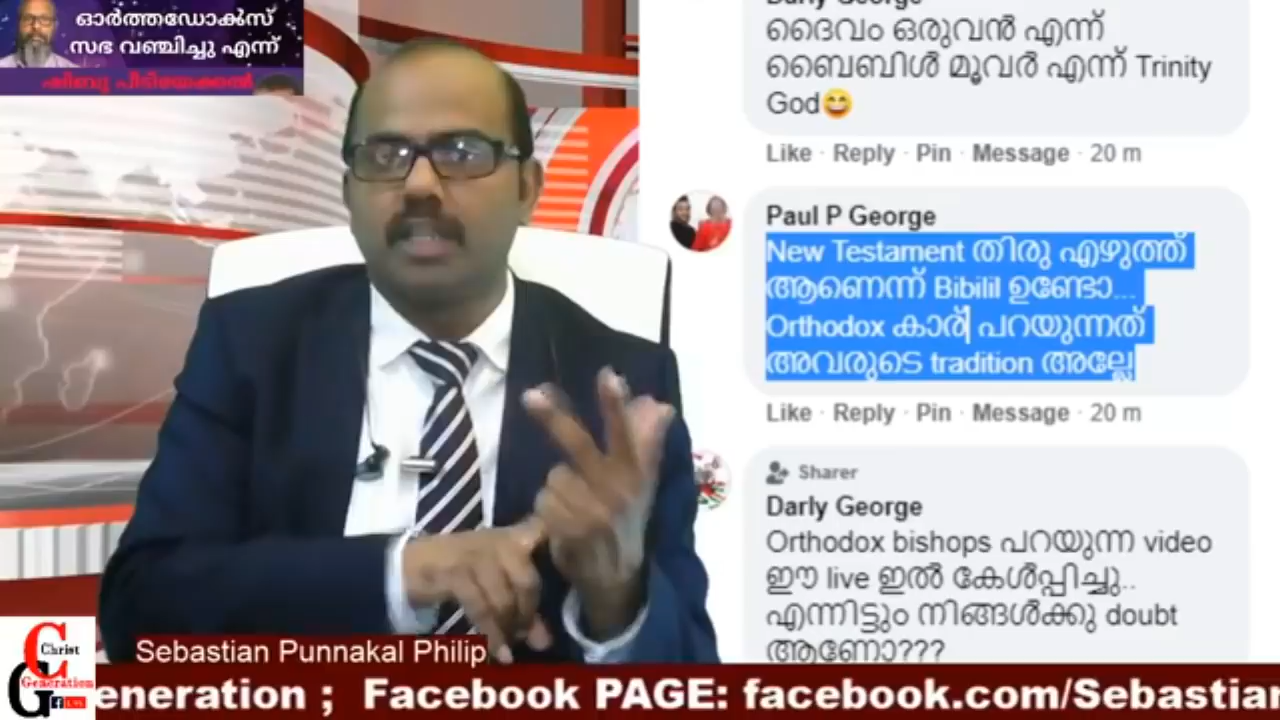 ഓർത്തഡോക്‌സ്
സഭ വഞ്ചിച്ചു എന്ന്
ഷിബു പീടിയേക്കൽ
Darly George
ദൈവം ഒരുവൻ എന്ന്
ബൈബിൾ മൂവർ എന്ന് Trinity
God😄
Like · Reply · Pin · Message · 20 m
Paul P George
New Testament തിരു എഴുത്ത്
ആണെന്ന് Bibilil ഉണ്ടോ...
Orthodox കാര് പറയുന്നത്
അവരുടെ tradition അല്ലേ
Like · Reply · Pin · Message · 20 m
Sharer
Darly George
Orthodox bishops പറയുന്ന video
ഈ live ഇൽ കേൾപ്പിച്ചു..
എന്നിട്ടും നിങ്ങൾക്കു doubt
ആണോ???
Sebastian Punnakal Philip
C Christ
G Generation
eneration ; Facebook PAGE: facebook.com/Sebastian